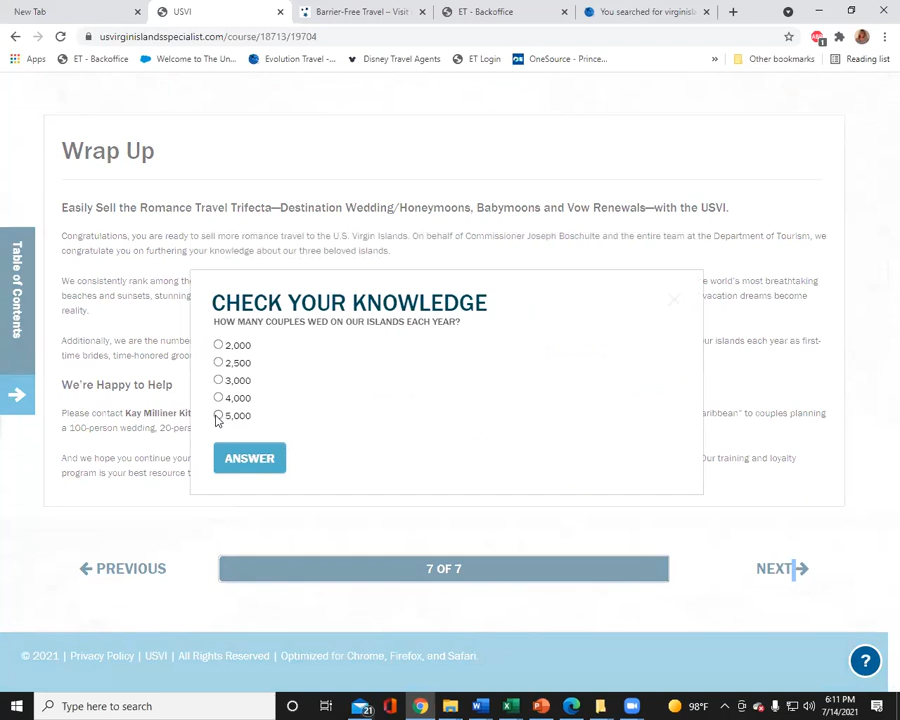 New Tab
USVI
Barrier-Free Travel – Visit
ET - Backoffice
You searched for virginisl
usvirginislandsspecialist.com/course/18713/19704
Apps
ET - Backoffice
Welcome to The Un...
Evolution Travel -...
Disney Travel Agents
ET Login
OneSource - Prince...
»
Other bookmarks
Reading list
Wrap Up
Easily Sell the Romance Travel Trifecta—Destination Wedding/Honeymoons, Babymoons and Vow Renewals—with the USVI.
Congratulations, you are ready to sell more romance travel to the U.S. Virgin Islands. On behalf of Commissioner Joseph Boschulte and the entire team at the Department of Tourism, we
congratulate you on furthering your knowledge about our three beloved islands.
We consistently rank among the
e world's most breathtaking
beaches and sunsets, stunning
vacation dreams become
reality.
Additionally, we are the numbe
ur islands each year as first-
time brides, time-honored groo
We're Happy to Help
Please contact Kay Milliner Kit
aribbean" to couples planning
a 100-person wedding, 20-pers
And we hope you continue your
Our training and loyalty
program is your best resource t
Table of Contents
CHECK YOUR KNOWLEDGE
HOW MANY COUPLES WED ON OUR ISLANDS EACH YEAR?
2,000
2,500
3,000
4,000
5,000
ANSWER
PREVIOUS
7 OF 7
NEXT
© 2021 | Privacy Policy | USVI | All Rights Reserved | Optimized for Chrome, Firefox, and Safari.
?
Type here to search
21
98°F
6:11 PM
7/14/2021